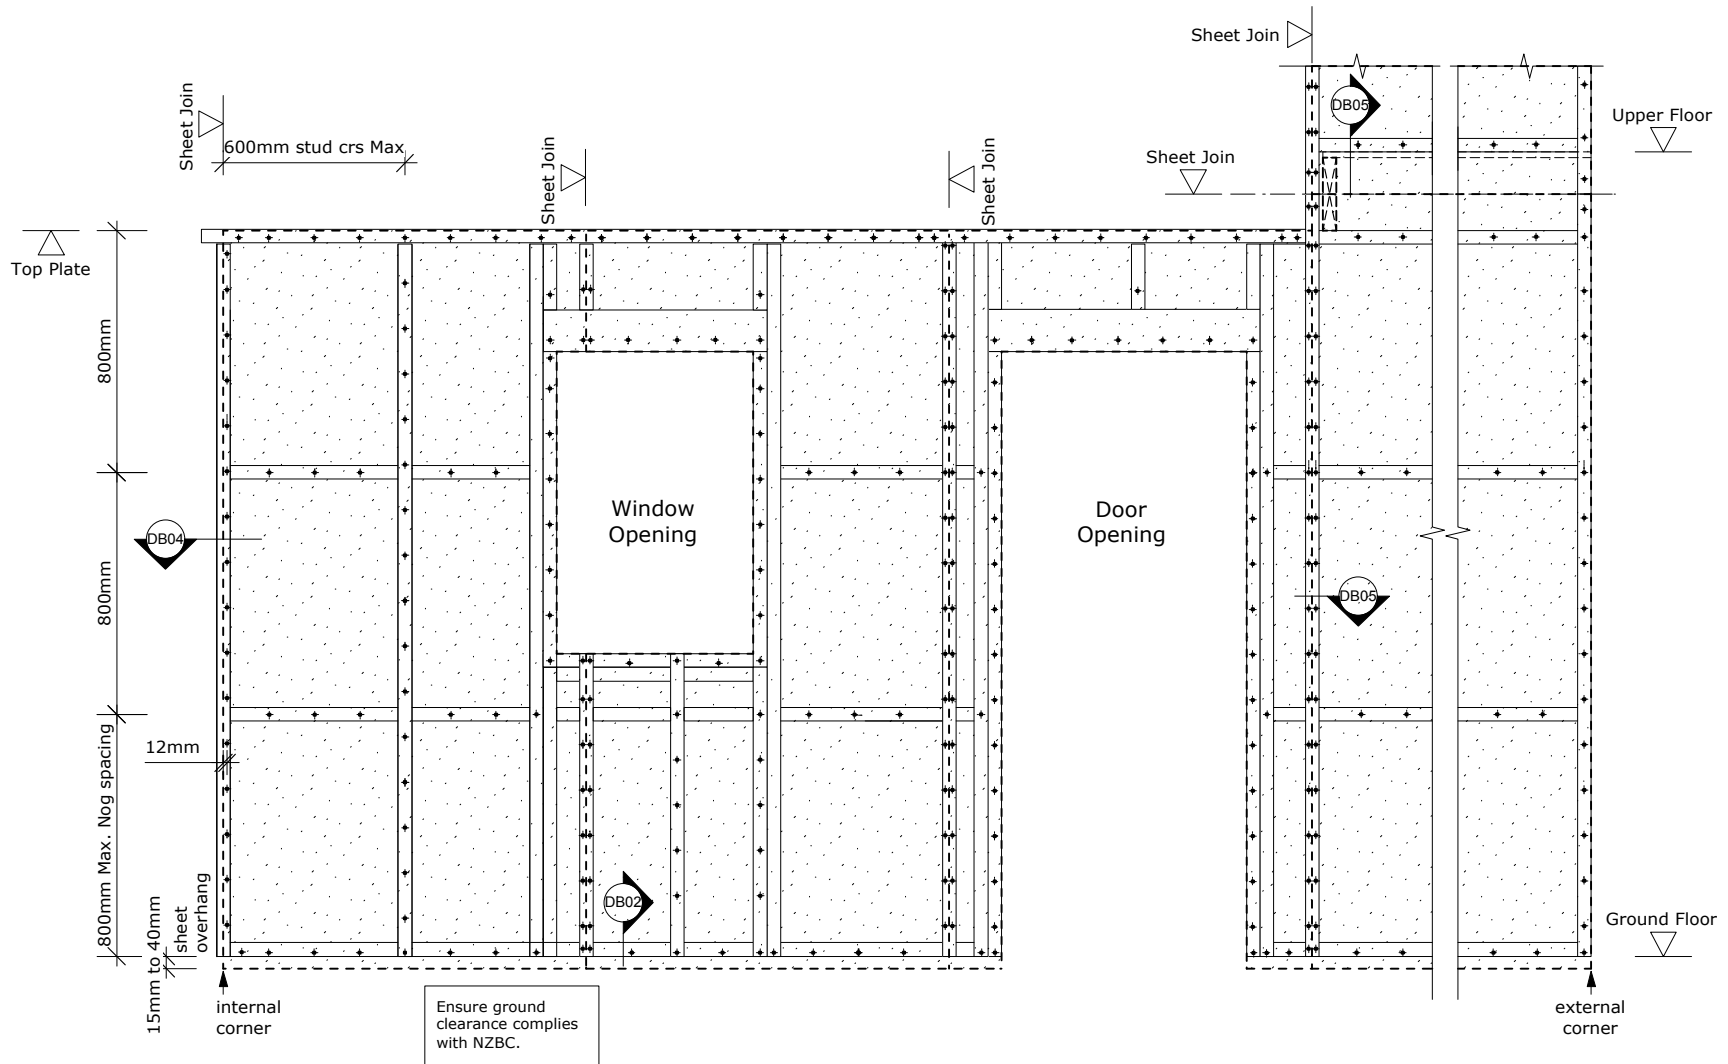 Sheet Join
DB05
Upper Floor
Sheet Join
600mm stud crs Max
Sheet Join
Sheet Join
Sheet Join
Top Plate
800mm
Window
Opening
Door
Opening
DB04
800mm
DB05
12mm
800mm Max. Nog spacing
DB02
15mm to 40mm
sheet
overhang
Ground Floor
internal
corner
Ensure ground
clearance complies
with NZBC.
external
corner